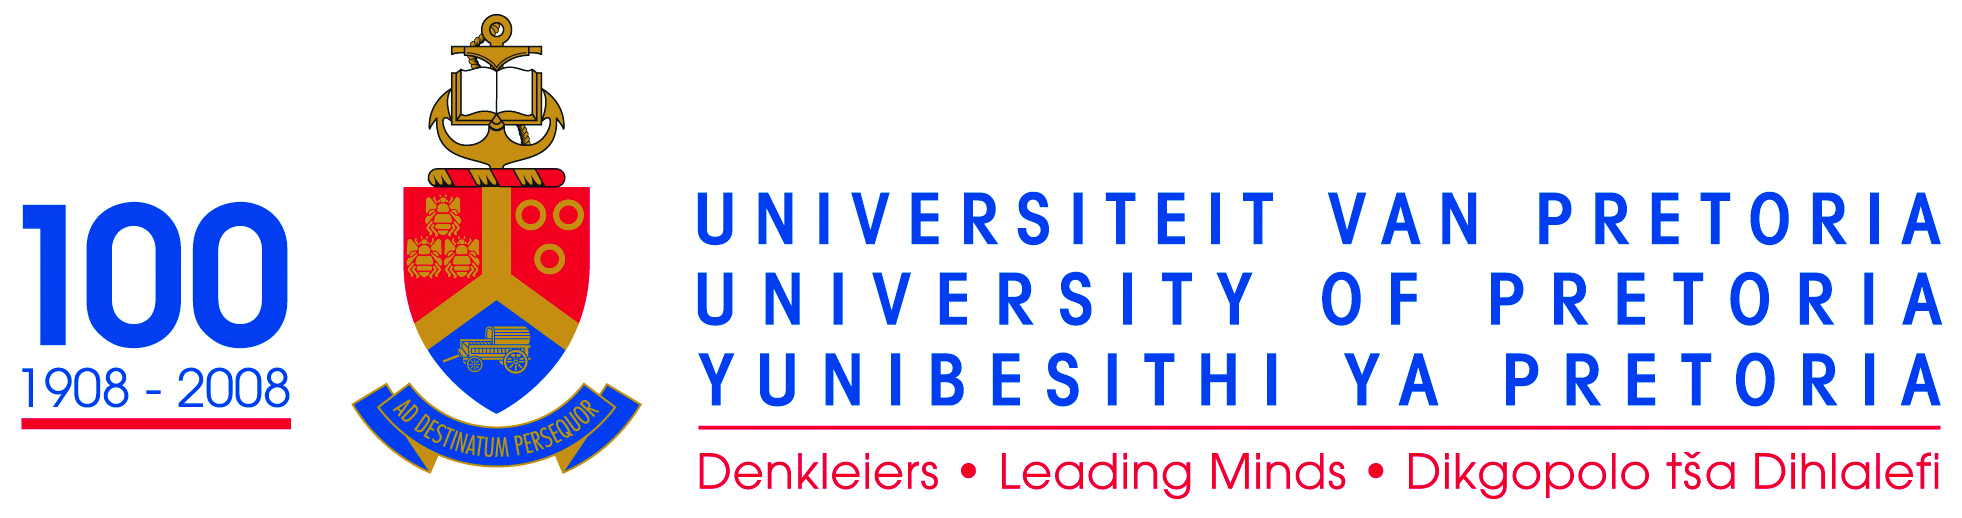 100
1908 - 2008
AD DESTINATUM PERSEQUOR
UNIVERSITEIT VAN PRETORIA
UNIVERSITY OF PRETORIA
YUNIBESITHI YA PRETORIA
Denkleiers • Leading Minds • Dikgopolo tša Dihlalefi